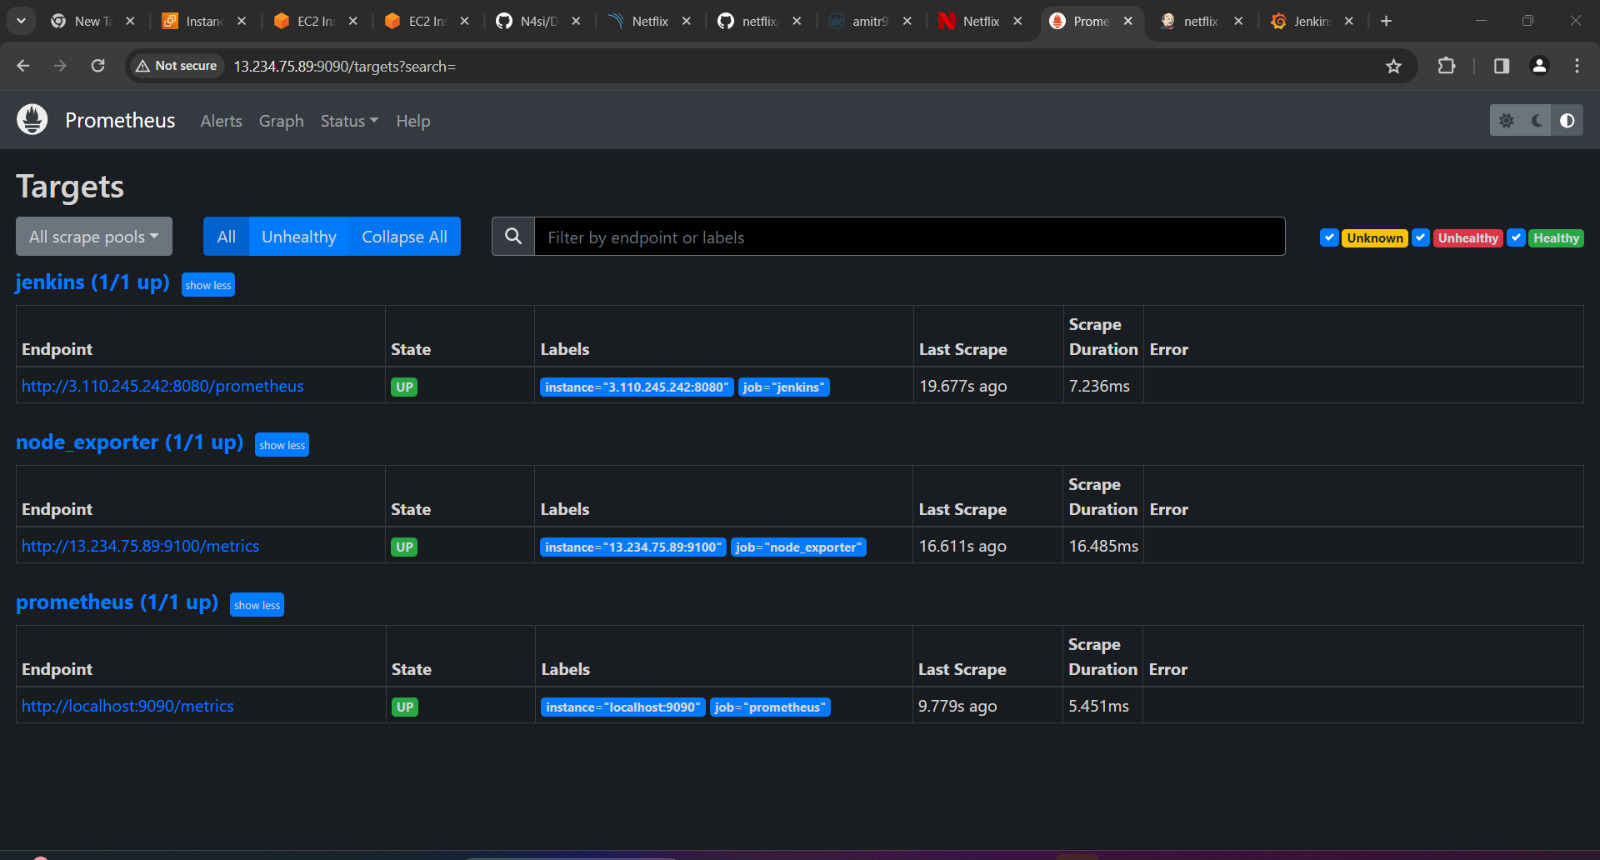 New Ta
Instanc
EC2 Ins
EC2 Ins
N4si/D
Netflix
netflix
amitr9
Netflix
Prome
netflix
Jenkin
Not secure
13.234.75.89:9090/targets?search=
Prometheus
Alerts
Graph
Status
Help
Targets
All scrape pools
All
Unhealthy
Collapse All
Filter by endpoint or labels
Unknown
Unhealthy
Healthy
jenkins (1/1 up) show less
Endpoint State Labels Last Scrape Scrape Duration Error
http://3.110.245.242:8080/prometheus UP instance="3.110.245.242:8080" job="jenkins" 19.677s ago 7.236ms
node_exporter (1/1 up) show less
Endpoint State Labels Last Scrape Scrape Duration Error
http://13.234.75.89:9100/metrics UP instance="13.234.75.89:9100" job="node_exporter" 16.611s ago 16.485ms
prometheus (1/1 up) show less
Endpoint State Labels Last Scrape Scrape Duration Error
http://localhost:9090/metrics UP instance="localhost:9090" job="prometheus" 9.779s ago 5.451ms